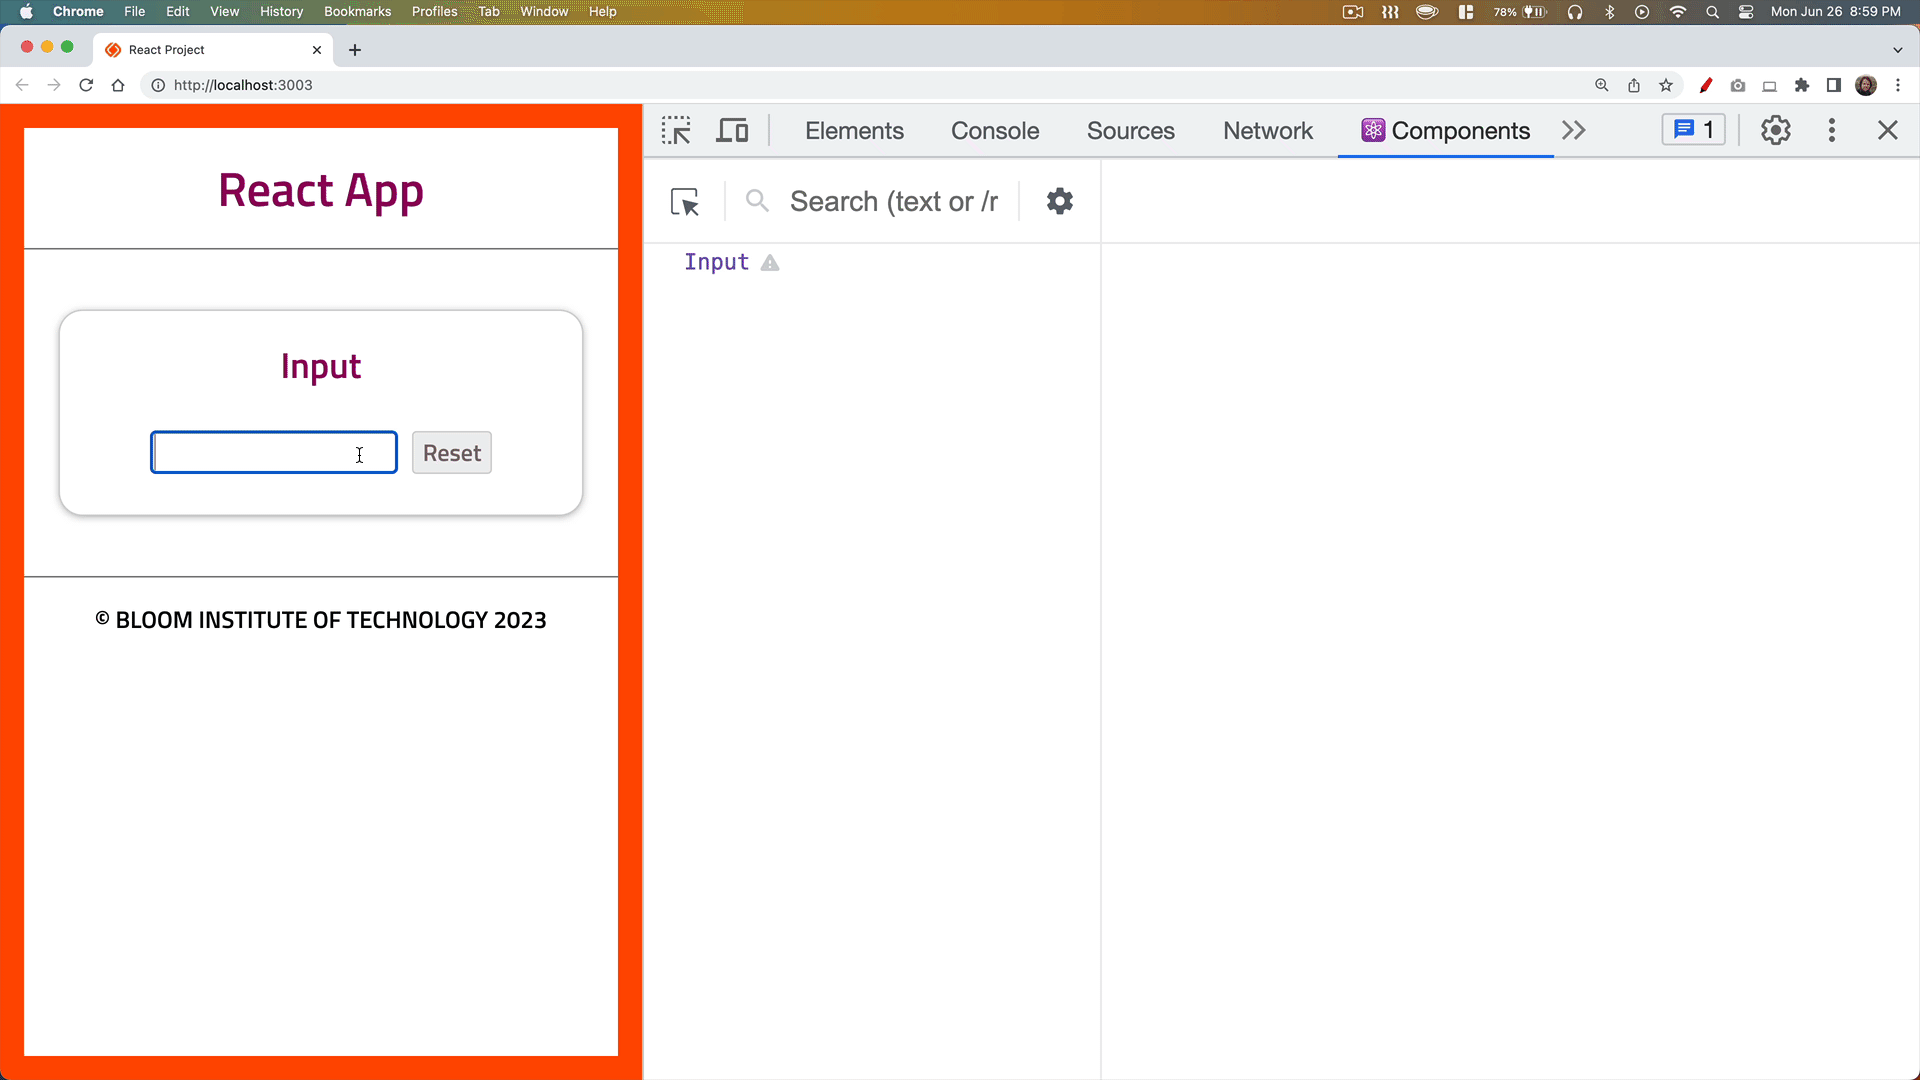 Chrome File Edit View History Bookmarks Profiles Tab Window Help 78% Mon Jun 26 8:59 PM
React Project
http://localhost:3003
Elements Console Sources Network Components 1
Search (text or /r
Input
React App
Input
Reset
© BLOOM INSTITUTE OF TECHNOLOGY 2023